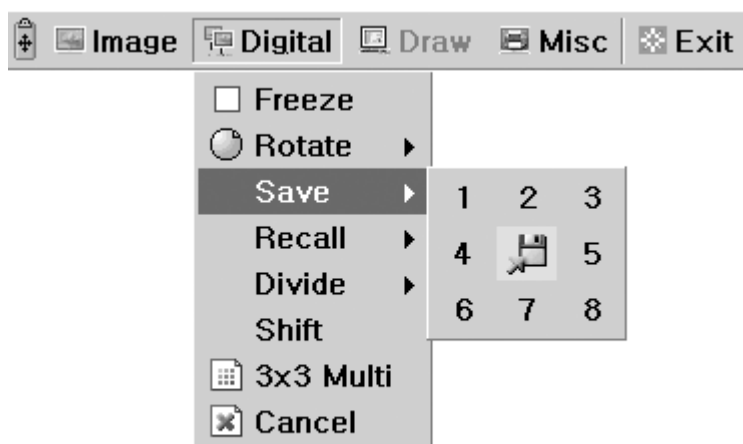 Image Digital Draw Misc Exit
Freeze
Rotate
Save
Recall
Divide
Shift
3x3 Multi
Cancel
1 2 3
4 5
6 7 8